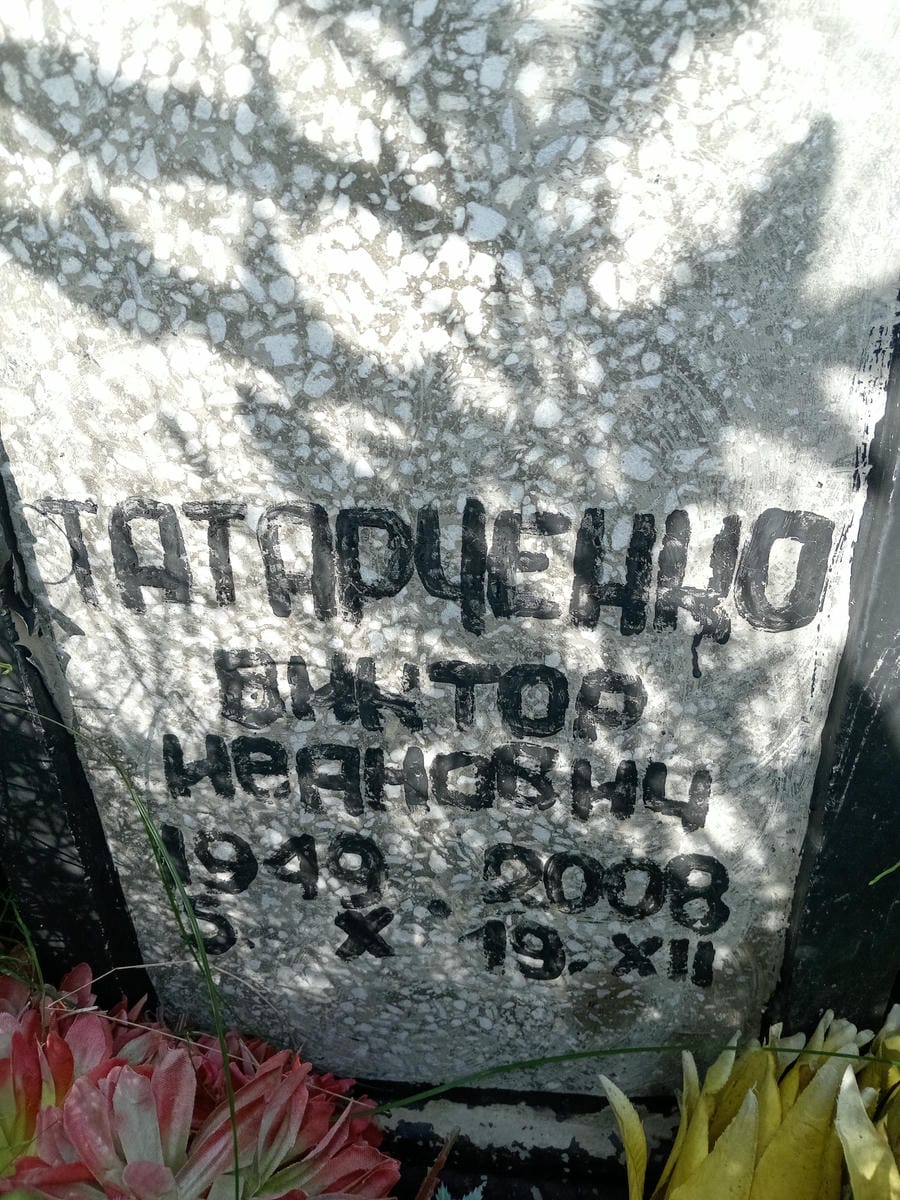 ТАТАРЧЕНКО
ВИКТОР
ИВАНОВИЧ
1949 2008
5. X. 19. XII